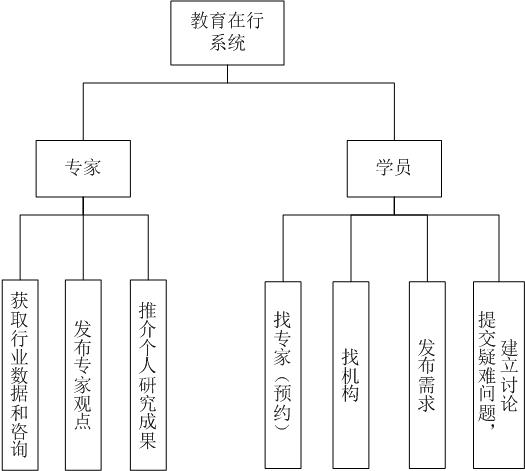 教育在行
系统
专家
学员
获取行业数据和咨询
发布专家观点
推介个人研究成果
找专家（预约）
找机构
发布需求
提交疑难问题，
建立讨论